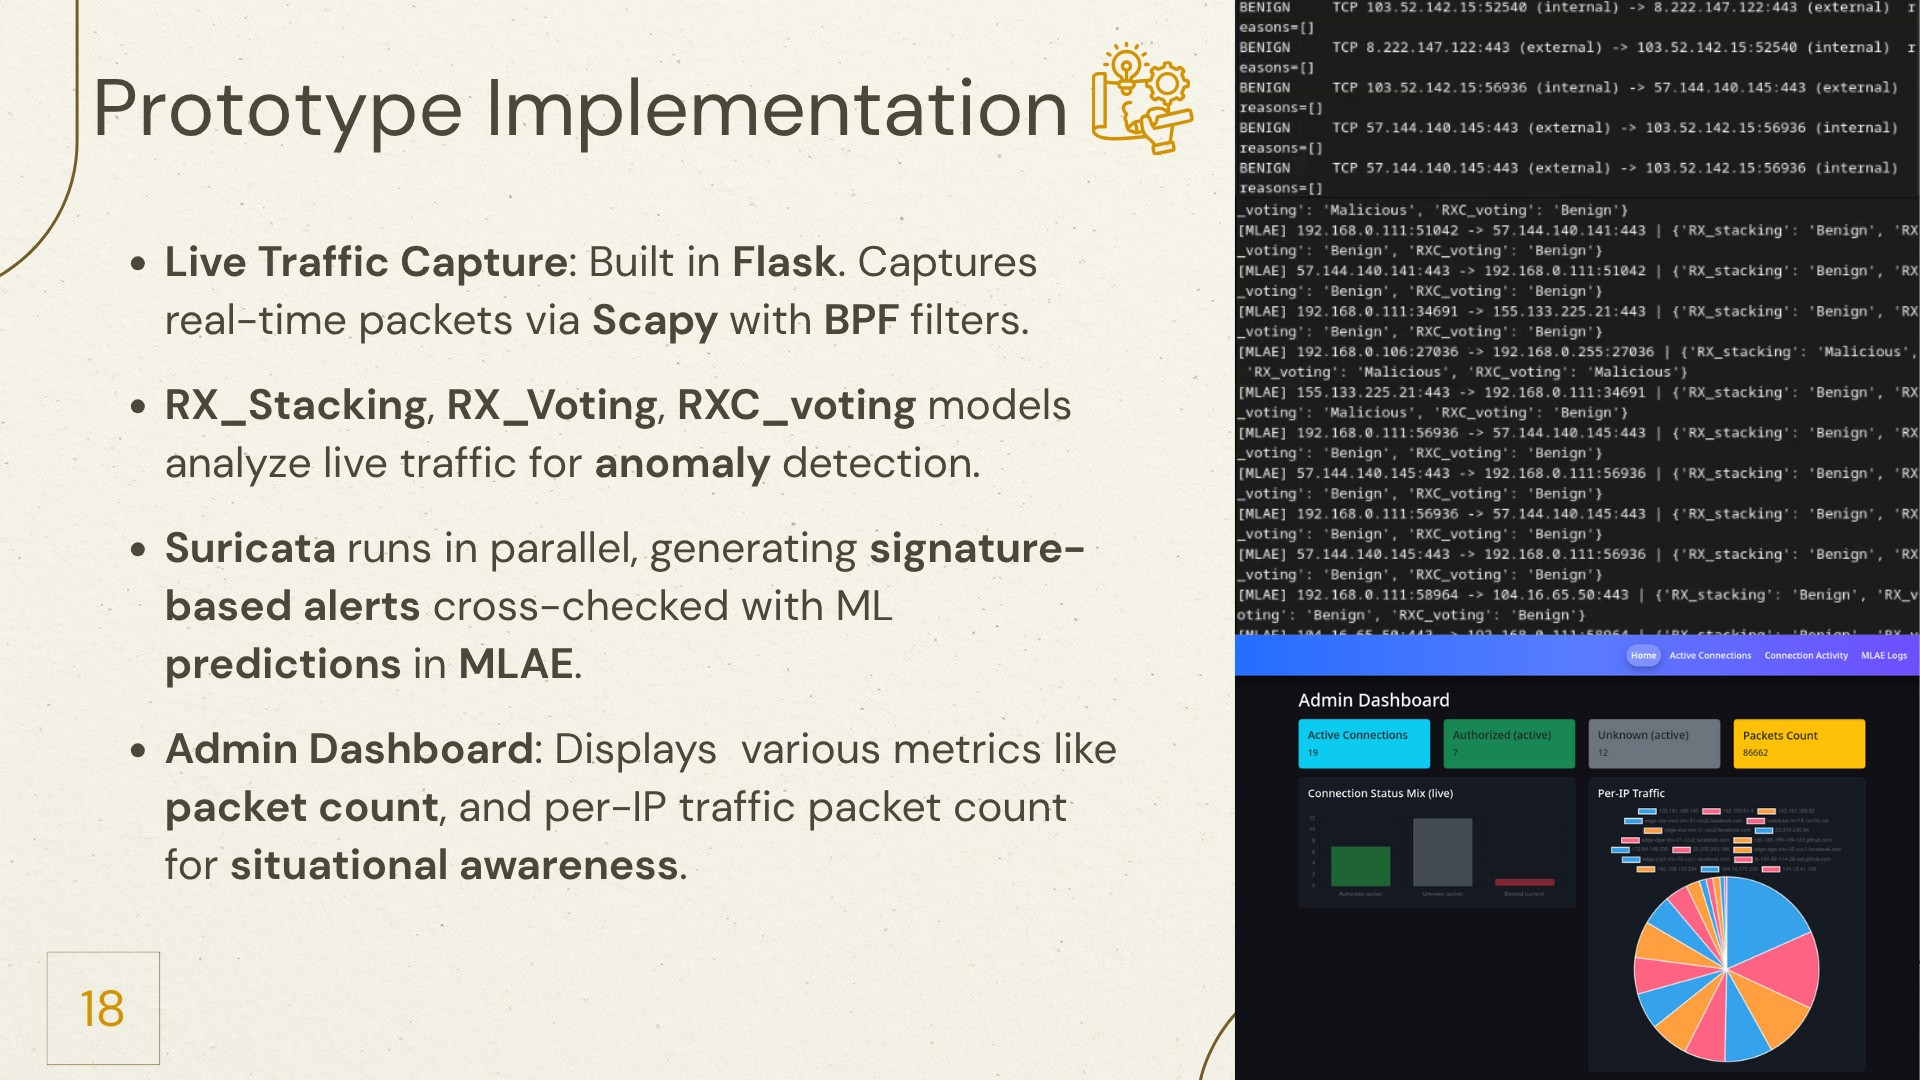 Prototype Implementation
• Live Traffic Capture: Built in Flask. Captures
real-time packets via Scapy with BPF filters.
• RX_Stacking, RX_Voting, RXC_voting models
analyze live traffic for anomaly detection.
• Suricata runs in parallel, generating signature-
based alerts cross-checked with ML
predictions in MLAE.
• Admin Dashboard: Displays  various metrics like
packet count, and per-IP traffic packet count
for situational awareness.
18
BENIGN TCP 103.52.142.15:52540 (internal) -> 8.222.147.122:443 (external) r
easons=[]
BENIGN TCP 8.222.147.122:443 (external) -> 103.52.142.15:52540 (internal) r
easons=[]
BENIGN TCP 103.52.142.15:56936 (internal) -> 57.144.140.145:443 (external)
reasons=[]
BENIGN TCP 57.144.140.145:443 (external) -> 103.52.142.15:56936 (internal)
reasons=[]
BENIGN TCP 57.144.140.145:443 (external) -> 103.52.142.15:56936 (internal)
reasons=[]
_voting': 'Malicious', 'RXC_voting': 'Benign'}
[MLAE] 192.168.0.111:51042 -> 57.144.140.141:443 | {'RX_stacking': 'Benign', 'RX
_voting': 'Benign', 'RXC_voting': 'Benign'}
[MLAE] 57.144.140.141:443 -> 192.168.0.111:51042 | {'RX_stacking': 'Benign', 'RX
_voting': 'Benign', 'RXC_voting': 'Benign'}
[MLAE] 192.168.0.111:34691 -> 155.133.225.21:443 | {'RX_stacking': 'Benign', 'RX
_voting': 'Benign', 'RXC_voting': 'Benign'}
[MLAE] 192.168.0.106:27036 -> 192.168.0.255:27036 | {'RX_stacking': 'Malicious',
'RX_voting': 'Malicious', 'RXC_voting': 'Malicious'}
[MLAE] 155.133.225.21:443 -> 192.168.0.111:34691 | {'RX_stacking': 'Benign', 'RX
_voting': 'Malicious', 'RXC_voting': 'Benign'}
[MLAE] 192.168.0.111:56936 -> 57.144.140.145:443 | {'RX_stacking': 'Benign', 'RX
_voting': 'Benign', 'RXC_voting': 'Benign'}
[MLAE] 57.144.140.145:443 -> 192.168.0.111:56936 | {'RX_stacking': 'Benign', 'RX
_voting': 'Benign', 'RXC_voting': 'Benign'}
[MLAE] 192.168.0.111:56936 -> 57.144.140.145:443 | {'RX_stacking': 'Benign', 'RX
_voting': 'Benign', 'RXC_voting': 'Benign'}
[MLAE] 57.144.140.145:443 -> 192.168.0.111:56936 | {'RX_stacking': 'Benign', 'RX
_voting': 'Benign', 'RXC_voting': 'Benign'}
[MLAE] 192.168.0.111:58964 -> 104.16.65.50:443 | {'RX_stacking': 'Benign', 'RX_v
oting': 'Benign', 'RXC_voting': 'Benign'}
Home Active Connections Connection Activity MLAE Logs
Admin Dashboard
Active Connections
19
Authorized (active)
7
Unknown (active)
12
Packets Count
86662
Connection Status Mix (live)
12
10
8
6
4
2
0
Authorized (active) Unknown (active) Blocked (current)
Per-IP Traffic